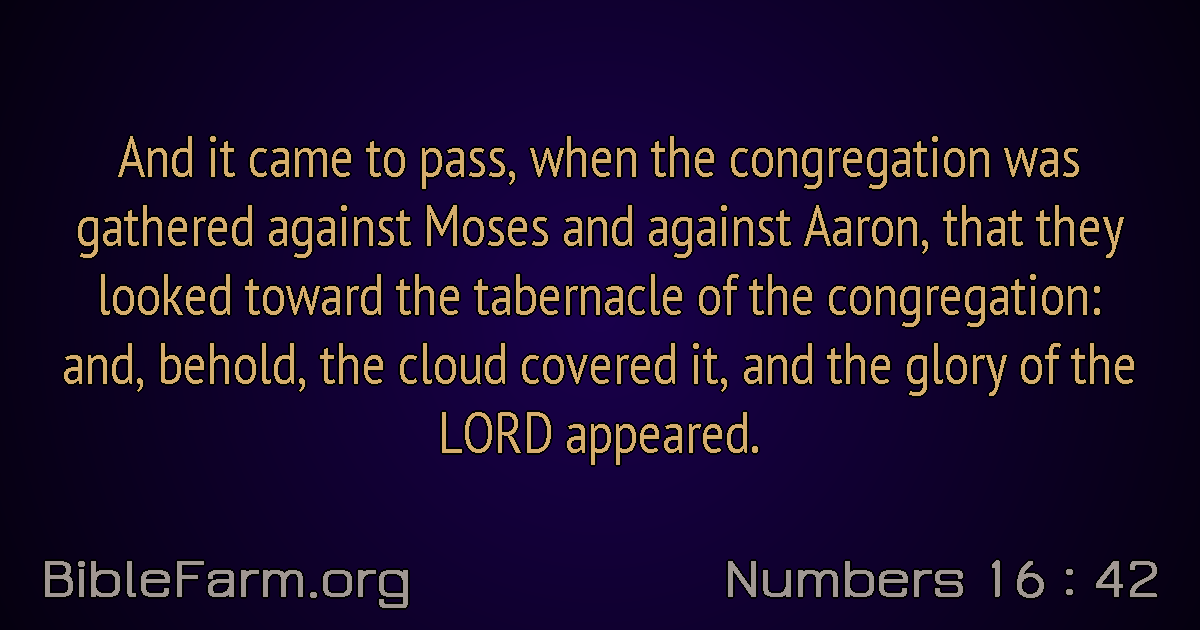 And it came to pass, when the congregation was
gathered against Moses and against Aaron, that they
looked toward the tabernacle of the congregation:
and, behold, the cloud covered it, and the glory of the
LORD appeared.
BibleFarm.org
Numbers 16 : 42